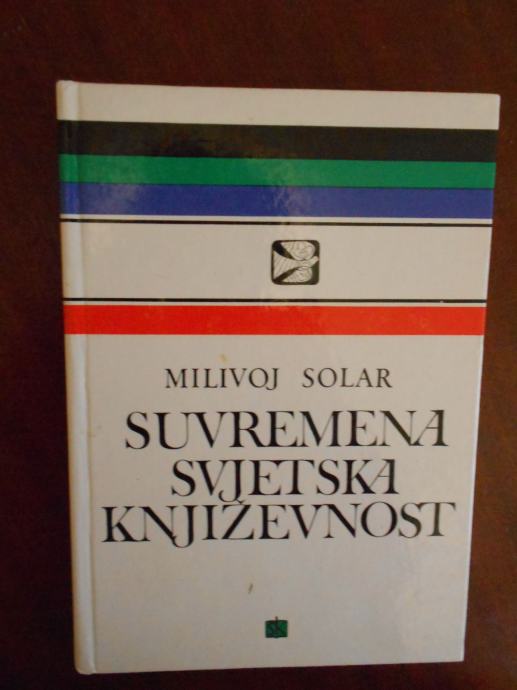 MILIVOJ SOLAR
SUVREMENA
SVJETSKA
KNJIŽEVNOST